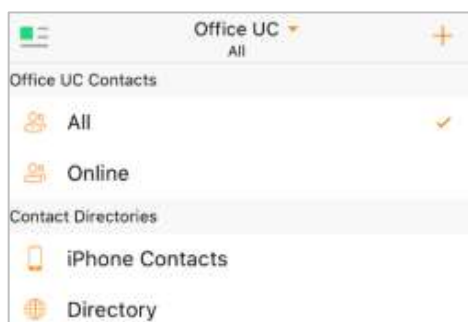 Office UC
All
Office UC Contacts
All
Online
Contact Directories
iPhone Contacts
Directory